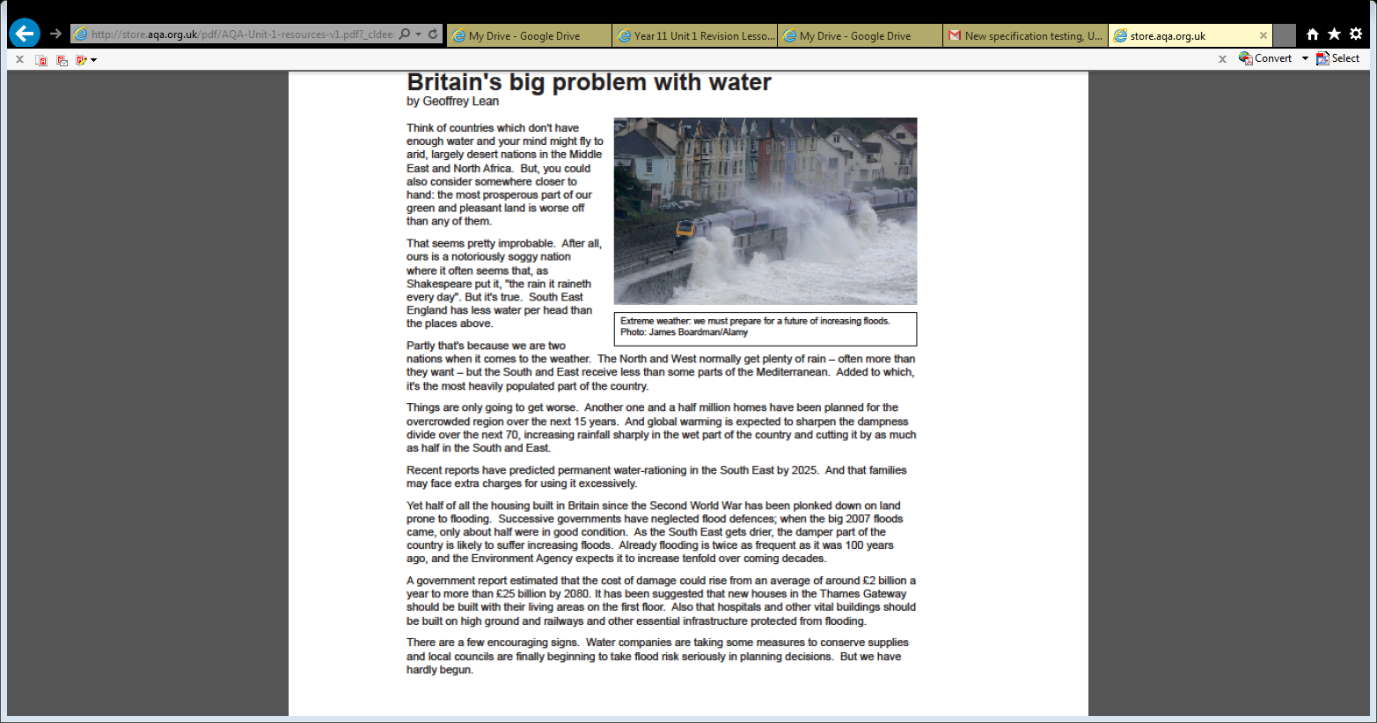 http://store.aqa.org.uk/pdf/AQA-Unit-1-resources-v1.pdf?_cldee
My Drive - Google Drive
Year 11 Unit 1 Revision Lesso...
My Drive - Google Drive
New specification testing, U...
store.aqa.org.uk
Convert
Select
Britain's big problem with water
by Geoffrey Lean
Think of countries which don't have
enough water and your mind might fly to
arid, largely desert nations in the Middle
East and North Africa. But, you could
also consider somewhere closer to
hand: the most prosperous part of our
green and pleasant land is worse off
than any of them.
That seems pretty improbable. After all,
ours is a notoriously soggy nation
where it often seems that, as
Shakespeare put it, "the rain it raineth
every day". But it's true. South East
England has less water per head than
the places above.
Extreme weather: we must prepare for a future of increasing floods.
Photo: James Boardman/Alamy
Partly that's because we are two
nations when it comes to the weather. The North and West normally get plenty of rain – often more than
they want – but the South and East receive less than some parts of the Mediterranean. Added to which,
it's the most heavily populated part of the country.
Things are only going to get worse. Another one and a half million homes have been planned for the
overcrowded region over the next 15 years. And global warming is expected to sharpen the dampness
divide over the next 70, increasing rainfall sharply in the wet part of the country and cutting it by as much
as half in the South and East.
Recent reports have predicted permanent water-rationing in the South East by 2025. And that families
may face extra charges for using it excessively.
Yet half of all the housing built in Britain since the Second World War has been plonked down on land
prone to flooding. Successive governments have neglected flood defences; when the big 2007 floods
came, only about half were in good condition. As the South East gets drier, the damper part of the
country is likely to suffer increasing floods. Already flooding is twice as frequent as it was 100 years
ago, and the Environment Agency expects it to increase tenfold over coming decades.
A government report estimated that the cost of damage could rise from an average of around £2 billion a
year to more than £25 billion by 2080. It has been suggested that new houses in the Thames Gateway
should be built with their living areas on the first floor. Also that hospitals and other vital buildings should
be built on high ground and railways and other essential infrastructure protected from flooding.
There are a few encouraging signs. Water companies are taking some measures to conserve supplies
and local councils are finally beginning to take flood risk seriously in planning decisions. But we have
hardly begun.